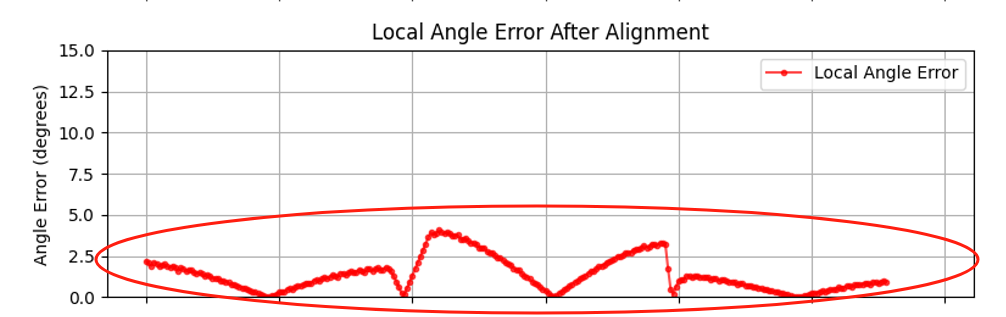 Local Angle Error After Alignment
15.0
12.5
10.0
7.5
5.0
2.5
0.0
Angle Error (degrees)
Local Angle Error